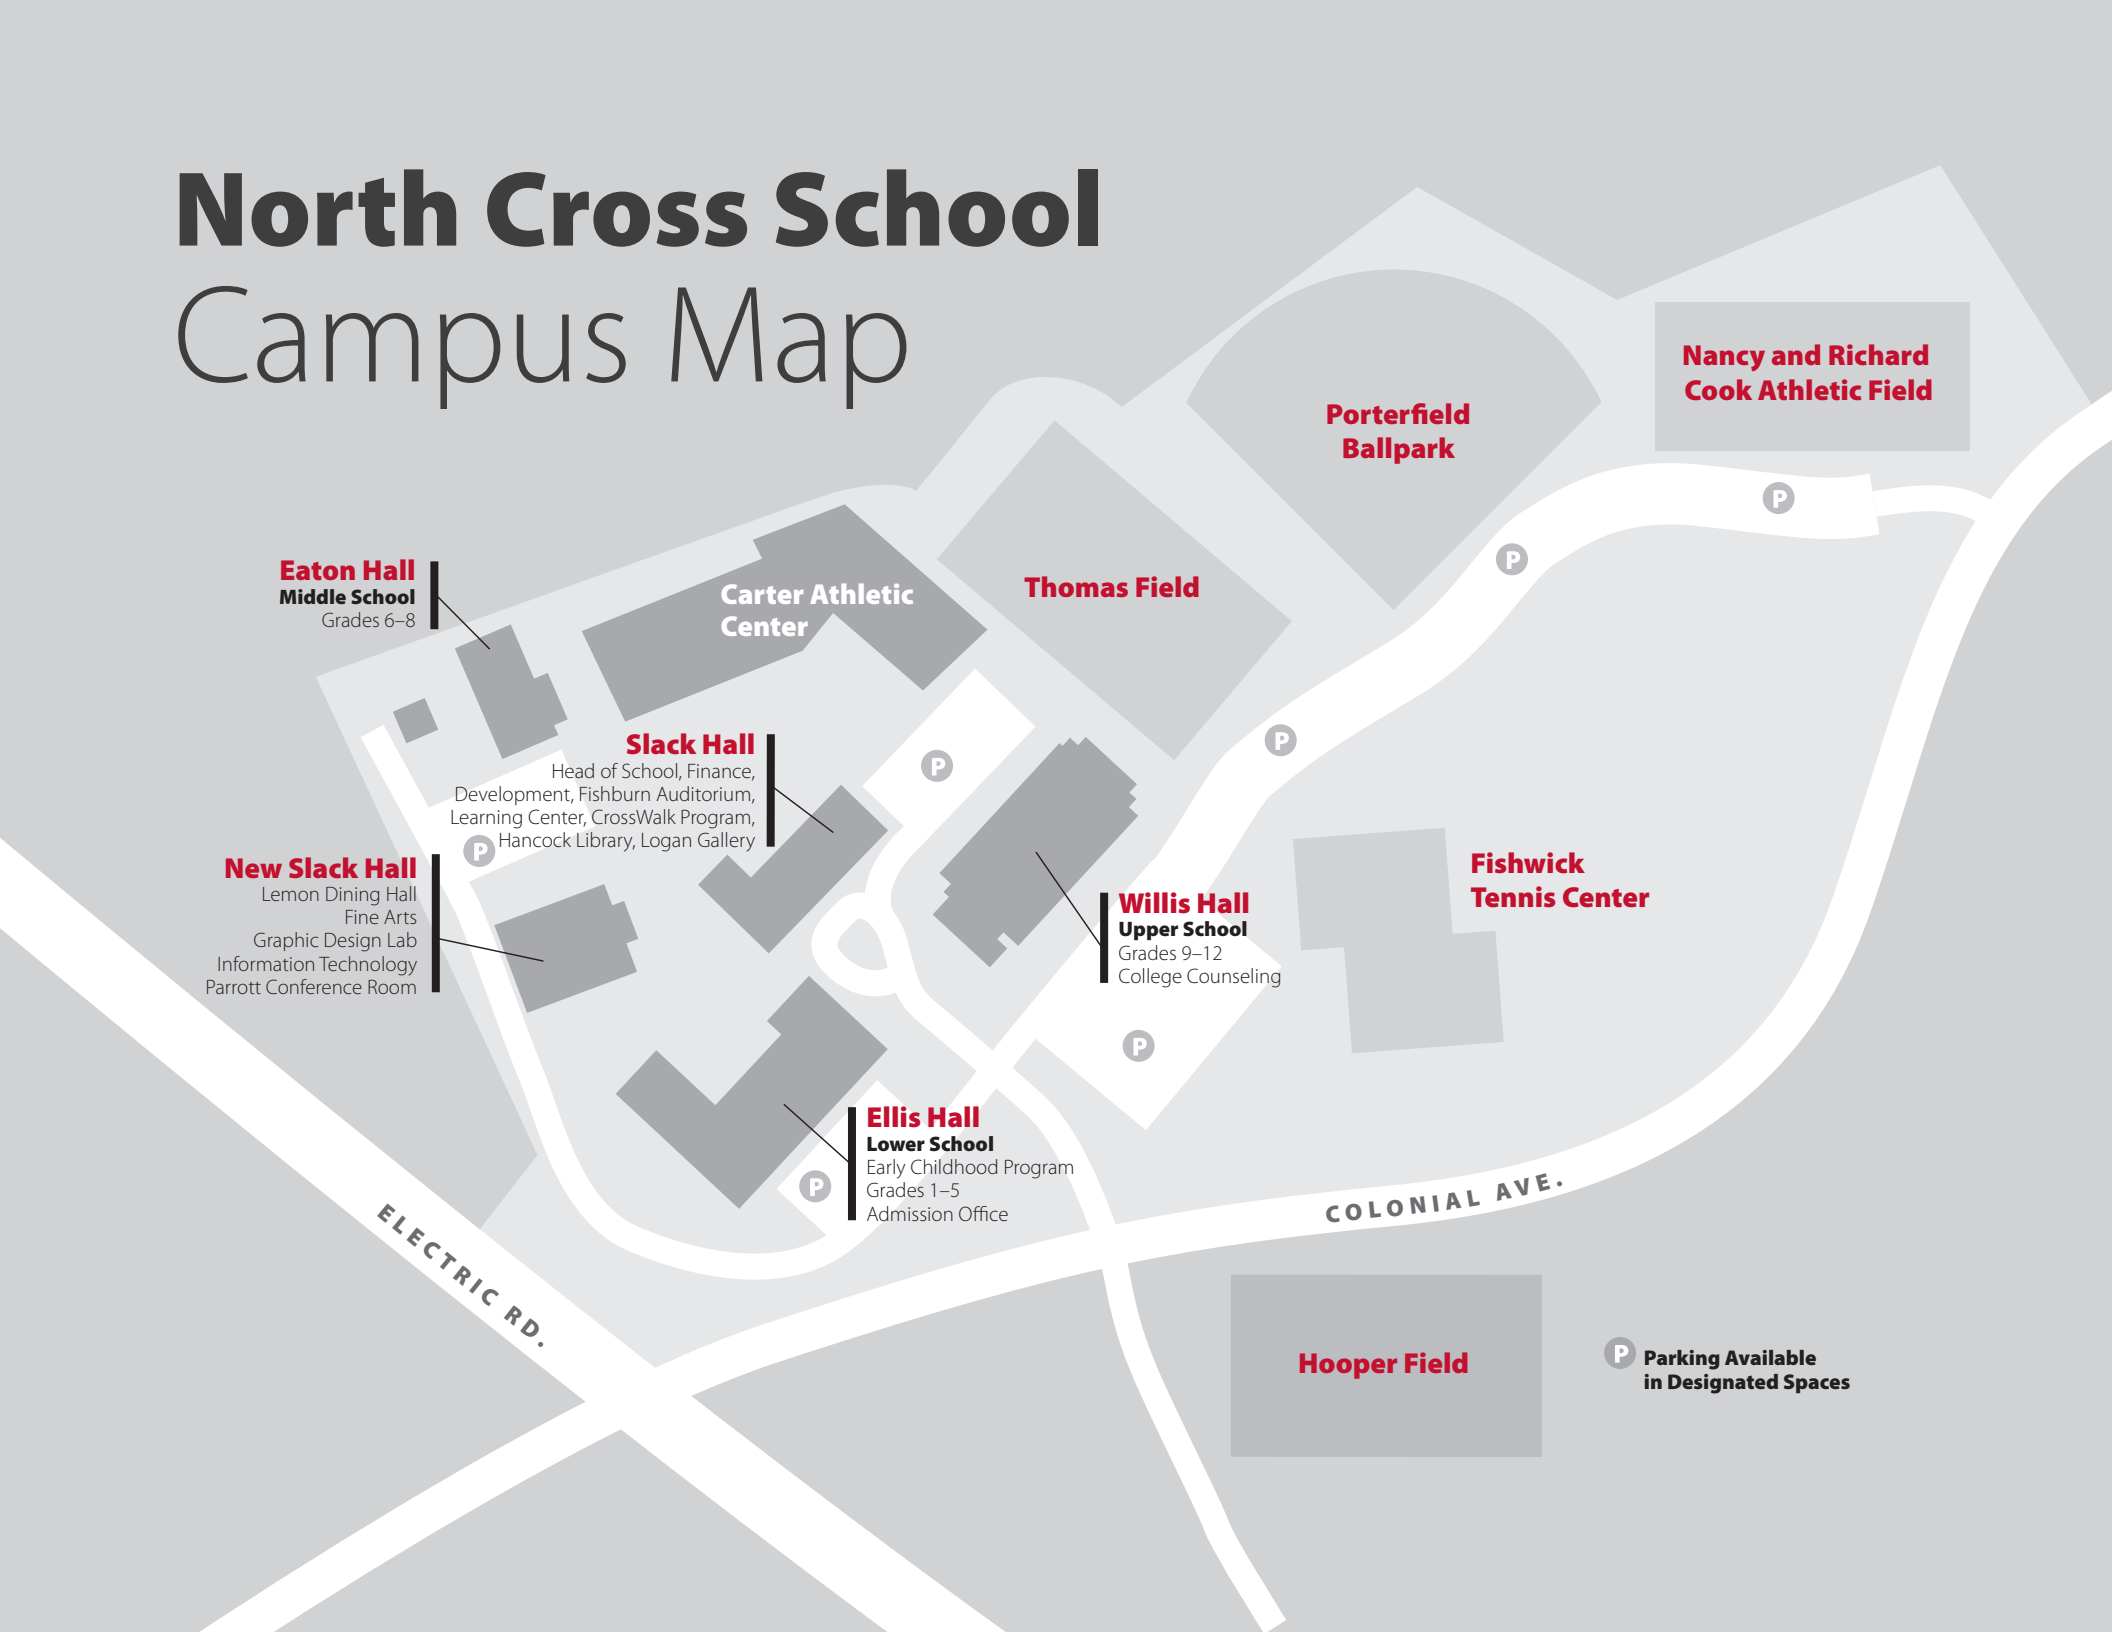 North Cross School
Campus Map
Nancy and Richard
Cook Athletic Field
Porterfield
Ballpark
P
P
Thomas Field
Eaton Hall
Middle School
Grades 6–8
Carter Athletic
Center
P
P
Slack Hall
Head of School, Finance,
Development, Fishburn Auditorium,
Learning Center, CrossWalk Program,
Hancock Library, Logan Gallery
P
New Slack Hall
Lemon Dining Hall
Fine Arts
Graphic Design Lab
Information Technology
Parrott Conference Room
Willis Hall
Upper School
Grades 9–12
College Counseling
Fishwick
Tennis Center
P
Ellis Hall
Lower School
Early Childhood Program
Grades 1–5
Admission Office
P
ELECTRIC RD.
COLONIAL AVE.
Hooper Field
P Parking Available
in Designated Spaces